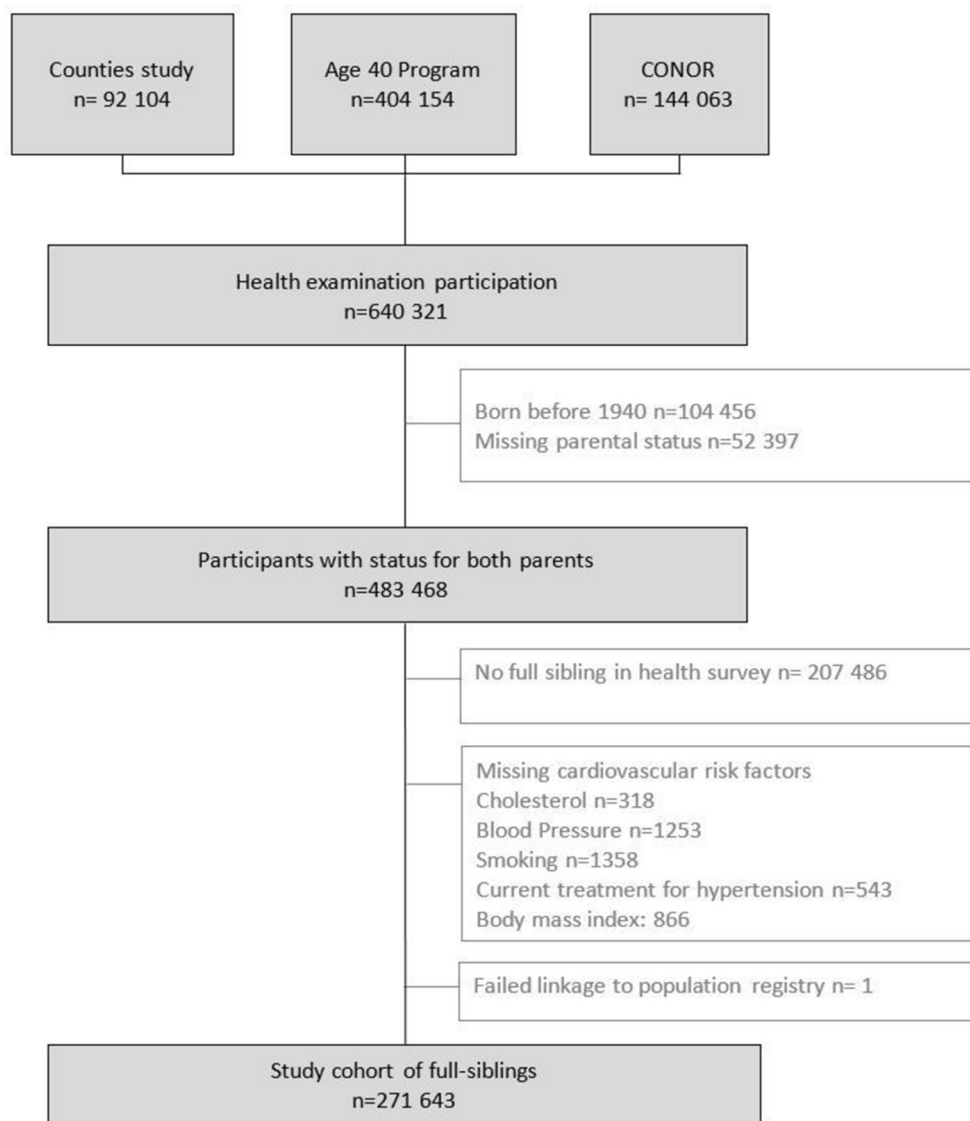 Counties study
n= 92 104
Age 40 Program
n=404 154
CONOR
n= 144 063
Health examination participation
n=640 321
Born before 1940 n=104 456
Missing parental status n=52 397
Participants with status for both parents
n=483 468
No full sibling in health survey n= 207 486
Missing cardiovascular risk factors
Cholesterol n=318
Blood Pressure n=1253
Smoking n=1358
Current treatment for hypertension n=543
Body mass index: 866
Failed linkage to population registry n= 1
Study cohort of full-siblings
n=271 643